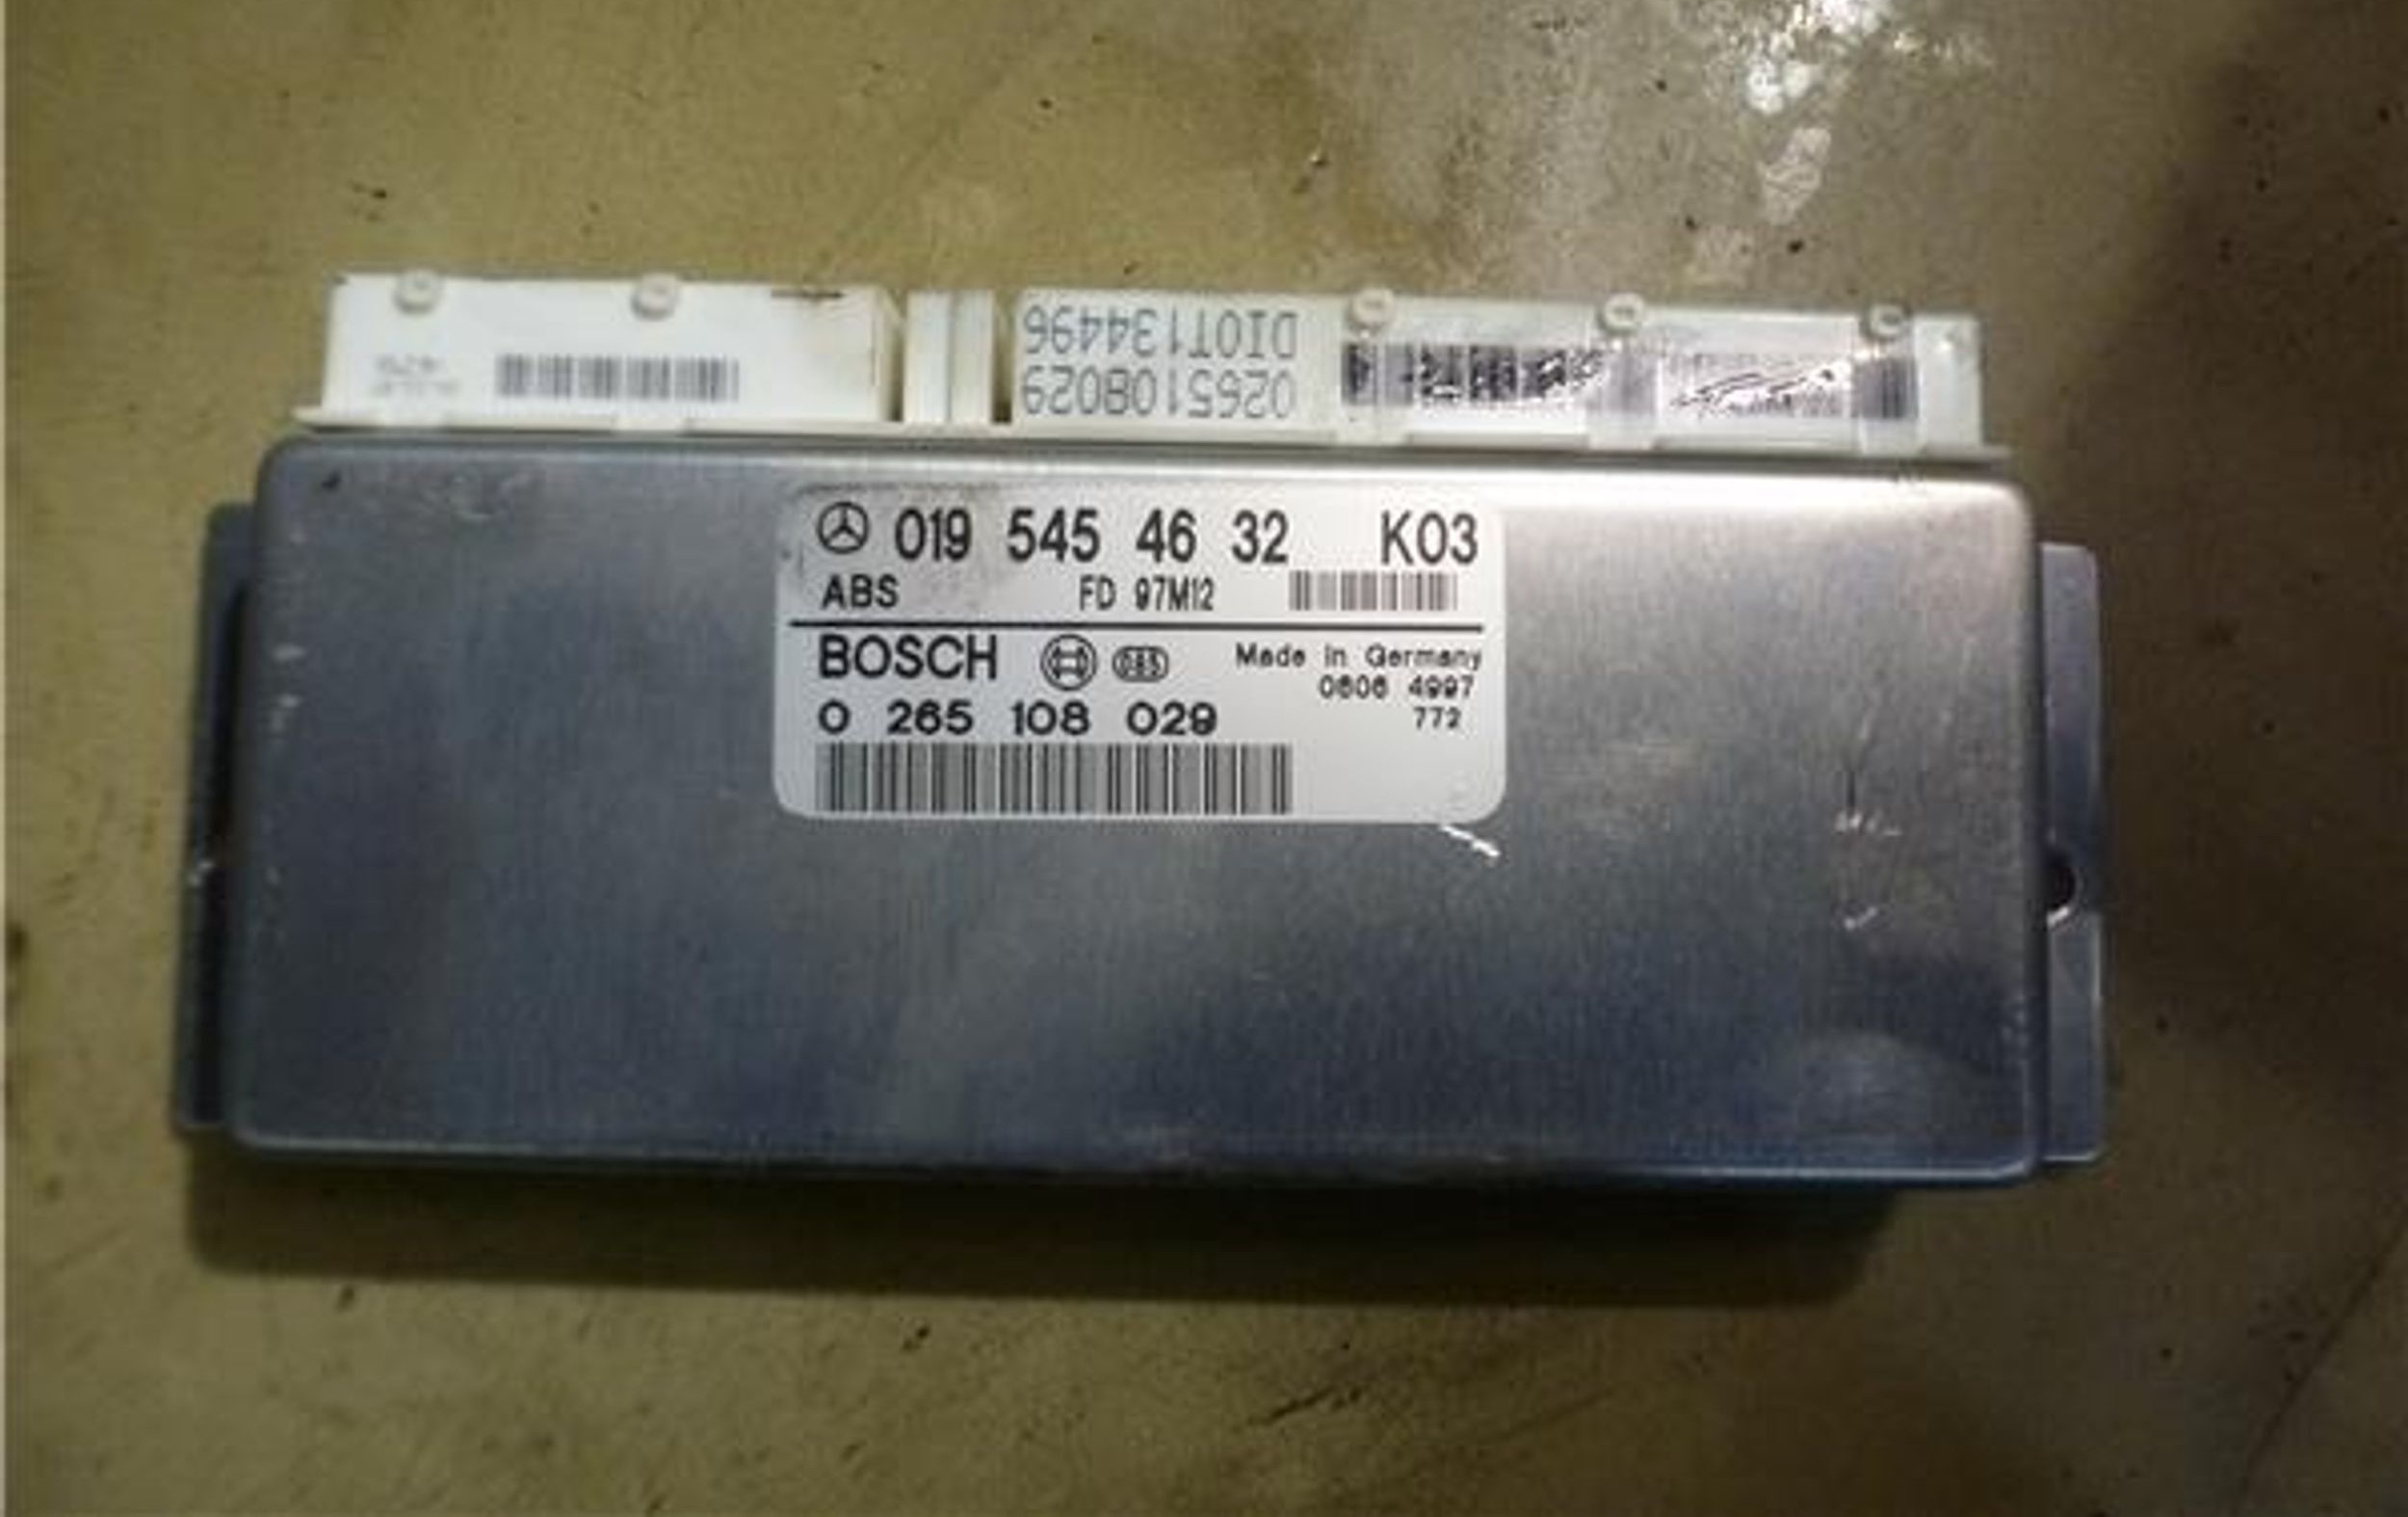 DIOT134496
0265108029
019 545 46 32 K03
ABS FD 97M12
BOSCH 085 Made in Germany
0606 4997
0 265 108 029 772